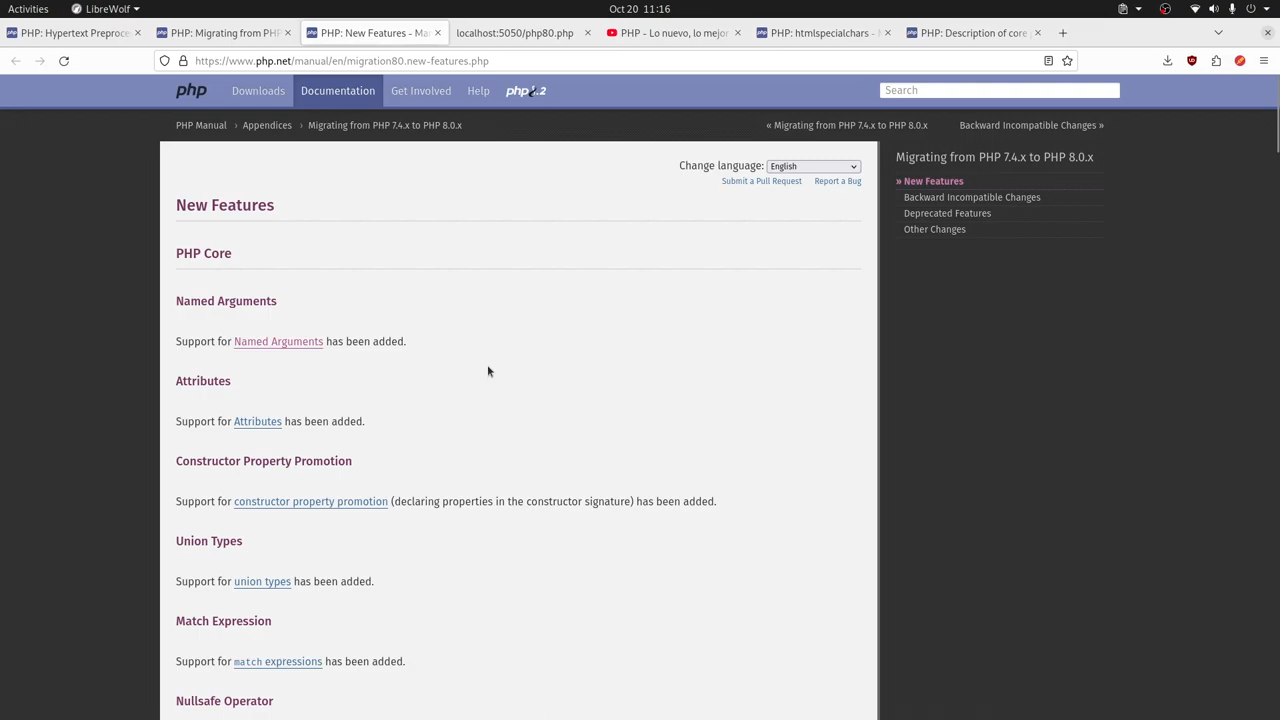 Activities
LibreWolf
Oct 20 11:16
PHP: Hypertext Preproce
PHP: Migrating from PHP
PHP: New Features - Man
localhost:5050/php80.php
PHP - Lo nuevo, lo mejor
PHP: htmlspecialchars - M
PHP: Description of core p
https://www.php.net/manual/en/migration80.new-features.php
php
Downloads
Documentation
Get Involved
Help
Search
PHP Manual › Appendices › Migrating from PHP 7.4.x to PHP 8.0.x
« Migrating from PHP 7.4.x to PHP 8.0.x
Backward Incompatible Changes »
Change language: English
Submit a Pull Request Report a Bug
New Features
PHP Core
Named Arguments
Support for Named Arguments has been added.
Attributes
Support for Attributes has been added.
Constructor Property Promotion
Support for constructor property promotion (declaring properties in the constructor signature) has been added.
Union Types
Support for union types has been added.
Match Expression
Support for match expressions has been added.
Nullsafe Operator
Migrating from PHP 7.4.x to PHP 8.0.x
» New Features
Backward Incompatible Changes
Deprecated Features
Other Changes